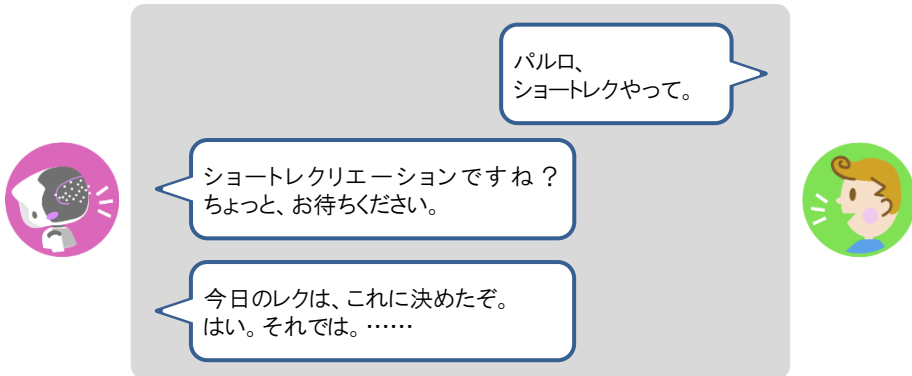 パルロ、
ショートレクやって。
ショートレクリエーションですね?
ちょっと、お待ちください。
今日のレクは、これに決めたぞ。
はい。それでは。……